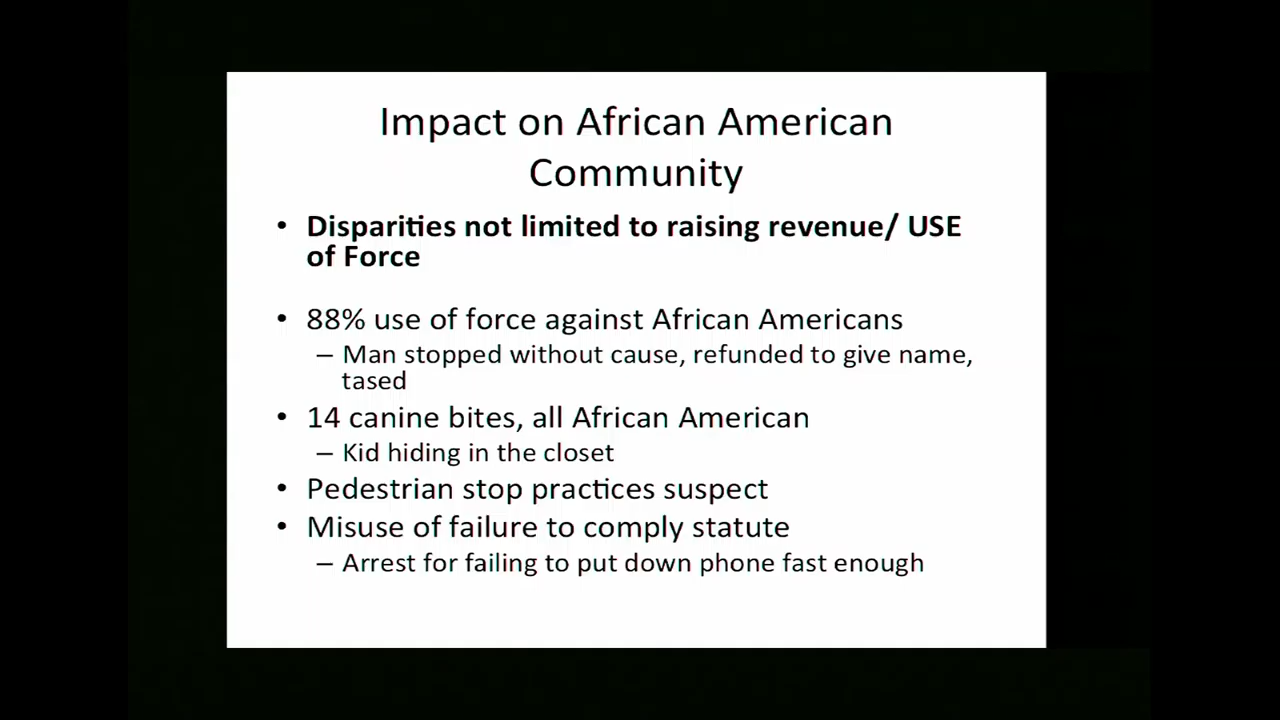 Impact on African American
Community
• Disparities not limited to raising revenue/ USE
of Force
• 88% use of force against African Americans
– Man stopped without cause, refunded to give name,
tased
• 14 canine bites, all African American
– Kid hiding in the closet
• Pedestrian stop practices suspect
• Misuse of failure to comply statute
– Arrest for failing to put down phone fast enough